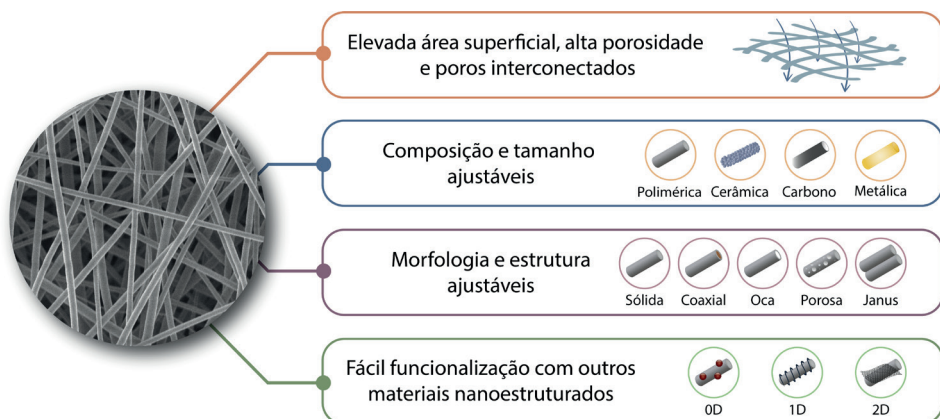 Elevada área superficial, alta porosidade
e poros interconectados
Composição e tamanho
ajustáveis
Polimérica Cerâmica Carbono Metálica
Morfologia e estrutura
ajustáveis
Sólida Coaxial Oca Porosa Janus
Fácil funcionalização com outros
materiais nanoestruturados
0D 1D 2D